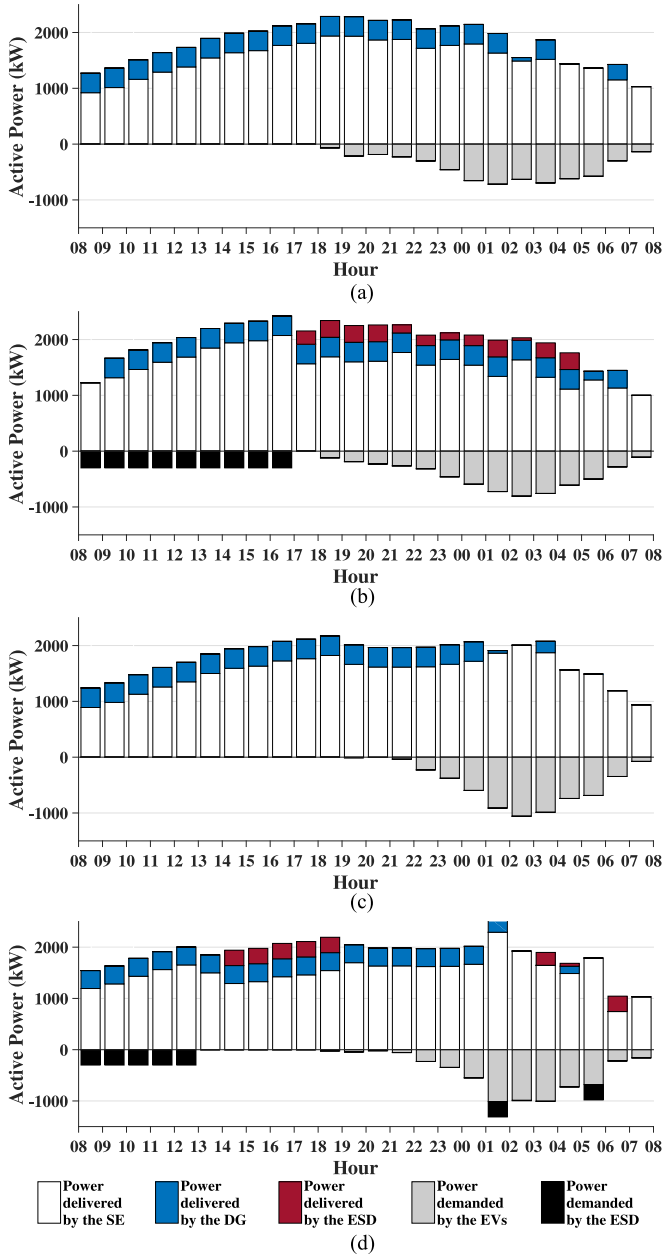 Active Power (kW)
2000
1000
0
-1000
08 09 10 11 12 13 14 15 16 17 18 19 20 21 22 23 00 01 02 03 04 05 06 07 08
Hour
(a)
Active Power (kW)
2000
1000
0
-1000
08 09 10 11 12 13 14 15 16 17 18 19 20 21 22 23 00 01 02 03 04 05 06 07 08
Hour
(b)
Active Power (kW)
2000
1000
0
-1000
08 09 10 11 12 13 14 15 16 17 18 19 20 21 22 23 00 01 02 03 04 05 06 07 08
Hour
(c)
Active Power (kW)
2000
1000
0
-1000
08 09 10 11 12 13 14 15 16 17 18 19 20 21 22 23 00 01 02 03 04 05 06 07 08
Hour
Power
delivered
by the SE
Power
delivered
by the DG
Power
delivered
by the ESD
Power
demanded
by the EVs
Power
demanded
by the ESD
(d)